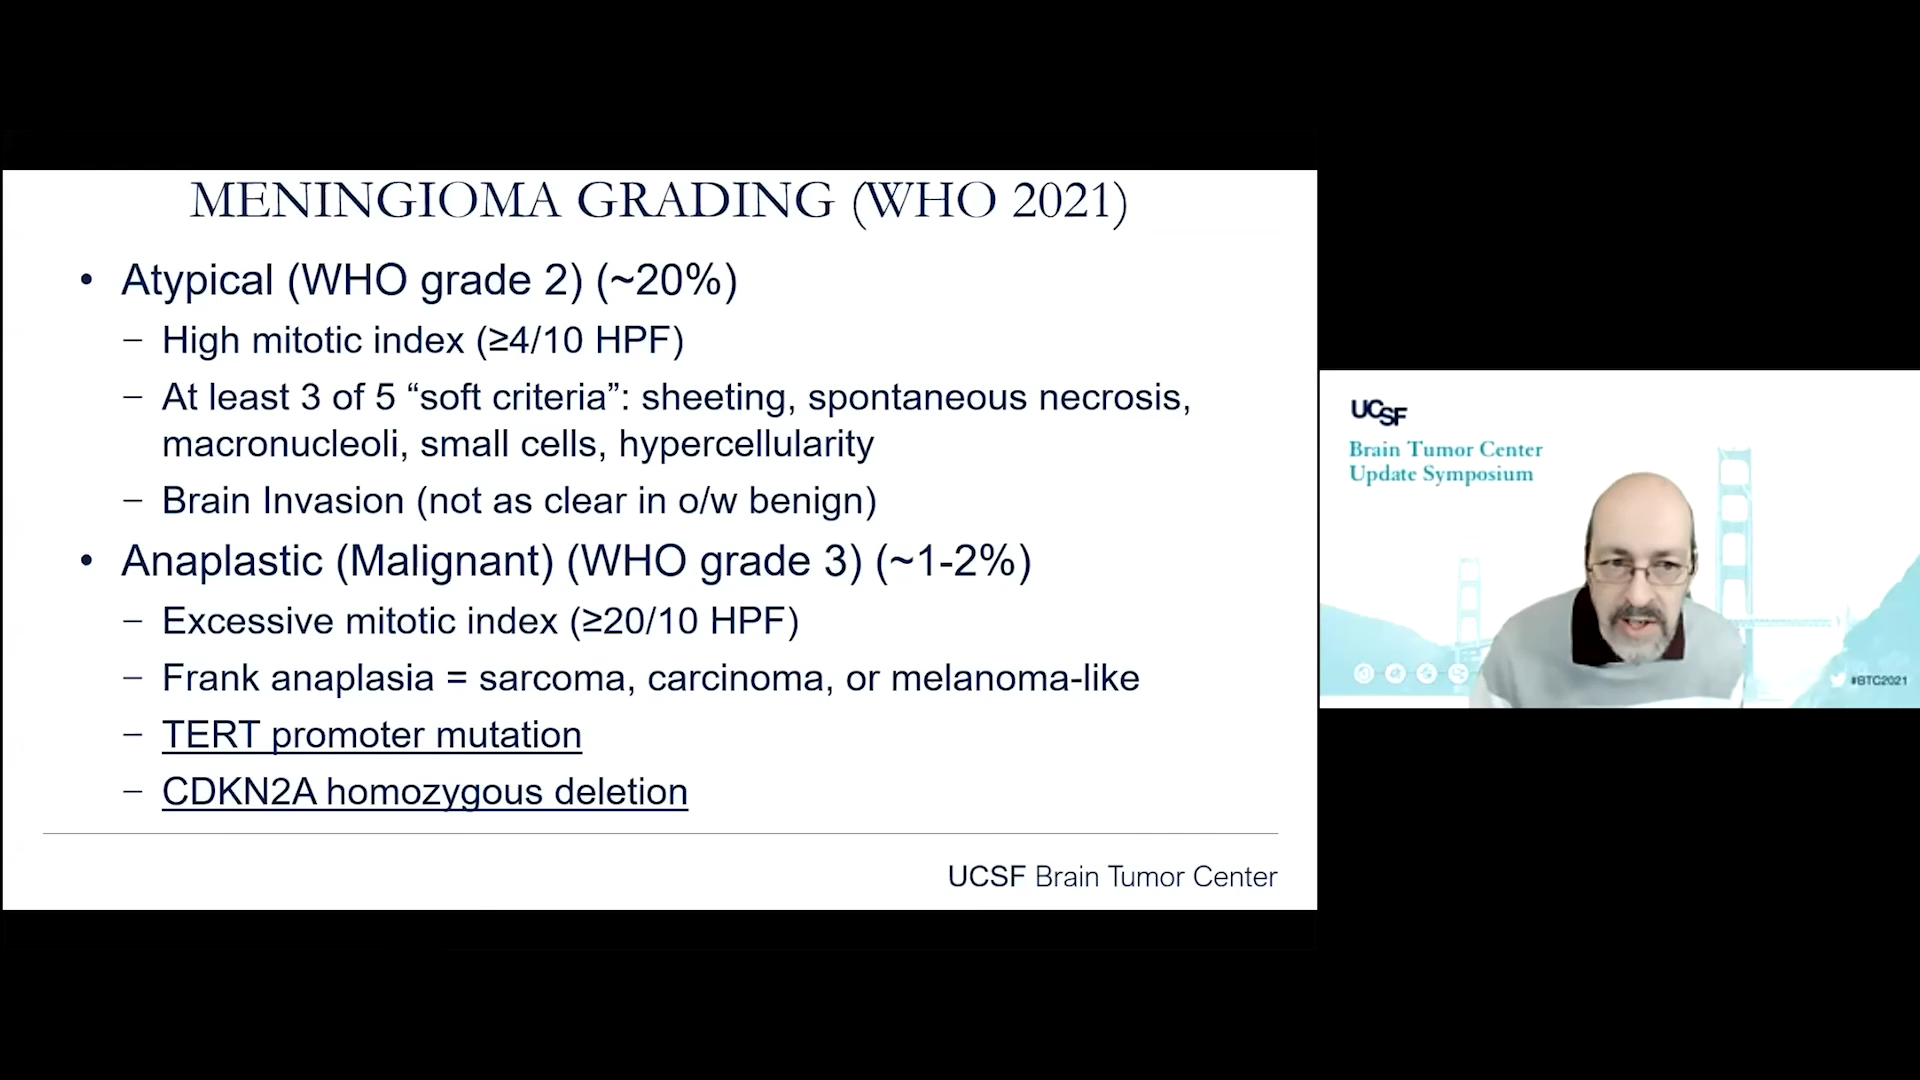 MENINGIOMA GRADING (WHO 2021)
• Atypical (WHO grade 2) (~20%)
– High mitotic index (≥4/10 HPF)
– At least 3 of 5 “soft criteria”: sheeting, spontaneous necrosis,
macronucleoli, small cells, hypercellularity
– Brain Invasion (not as clear in o/w benign)
• Anaplastic (Malignant) (WHO grade 3) (~1-2%)
– Excessive mitotic index (≥20/10 HPF)
– Frank anaplasia = sarcoma, carcinoma, or melanoma-like
– TERT promoter mutation
– CDKN2A homozygous deletion
UCSF Brain Tumor Center
UCSF
Brain Tumor Center
Update Symposium
#BTC2021